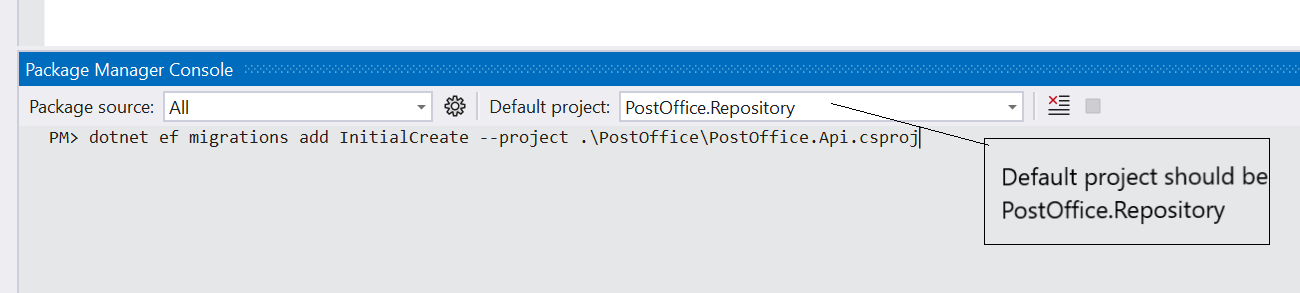 Package Manager Console
Package source: All Default project: PostOffice.Repository
PM> dotnet ef migrations add InitialCreate --project .\PostOffice\PostOffice.Api.csproj
Default project should be
PostOffice.Repository